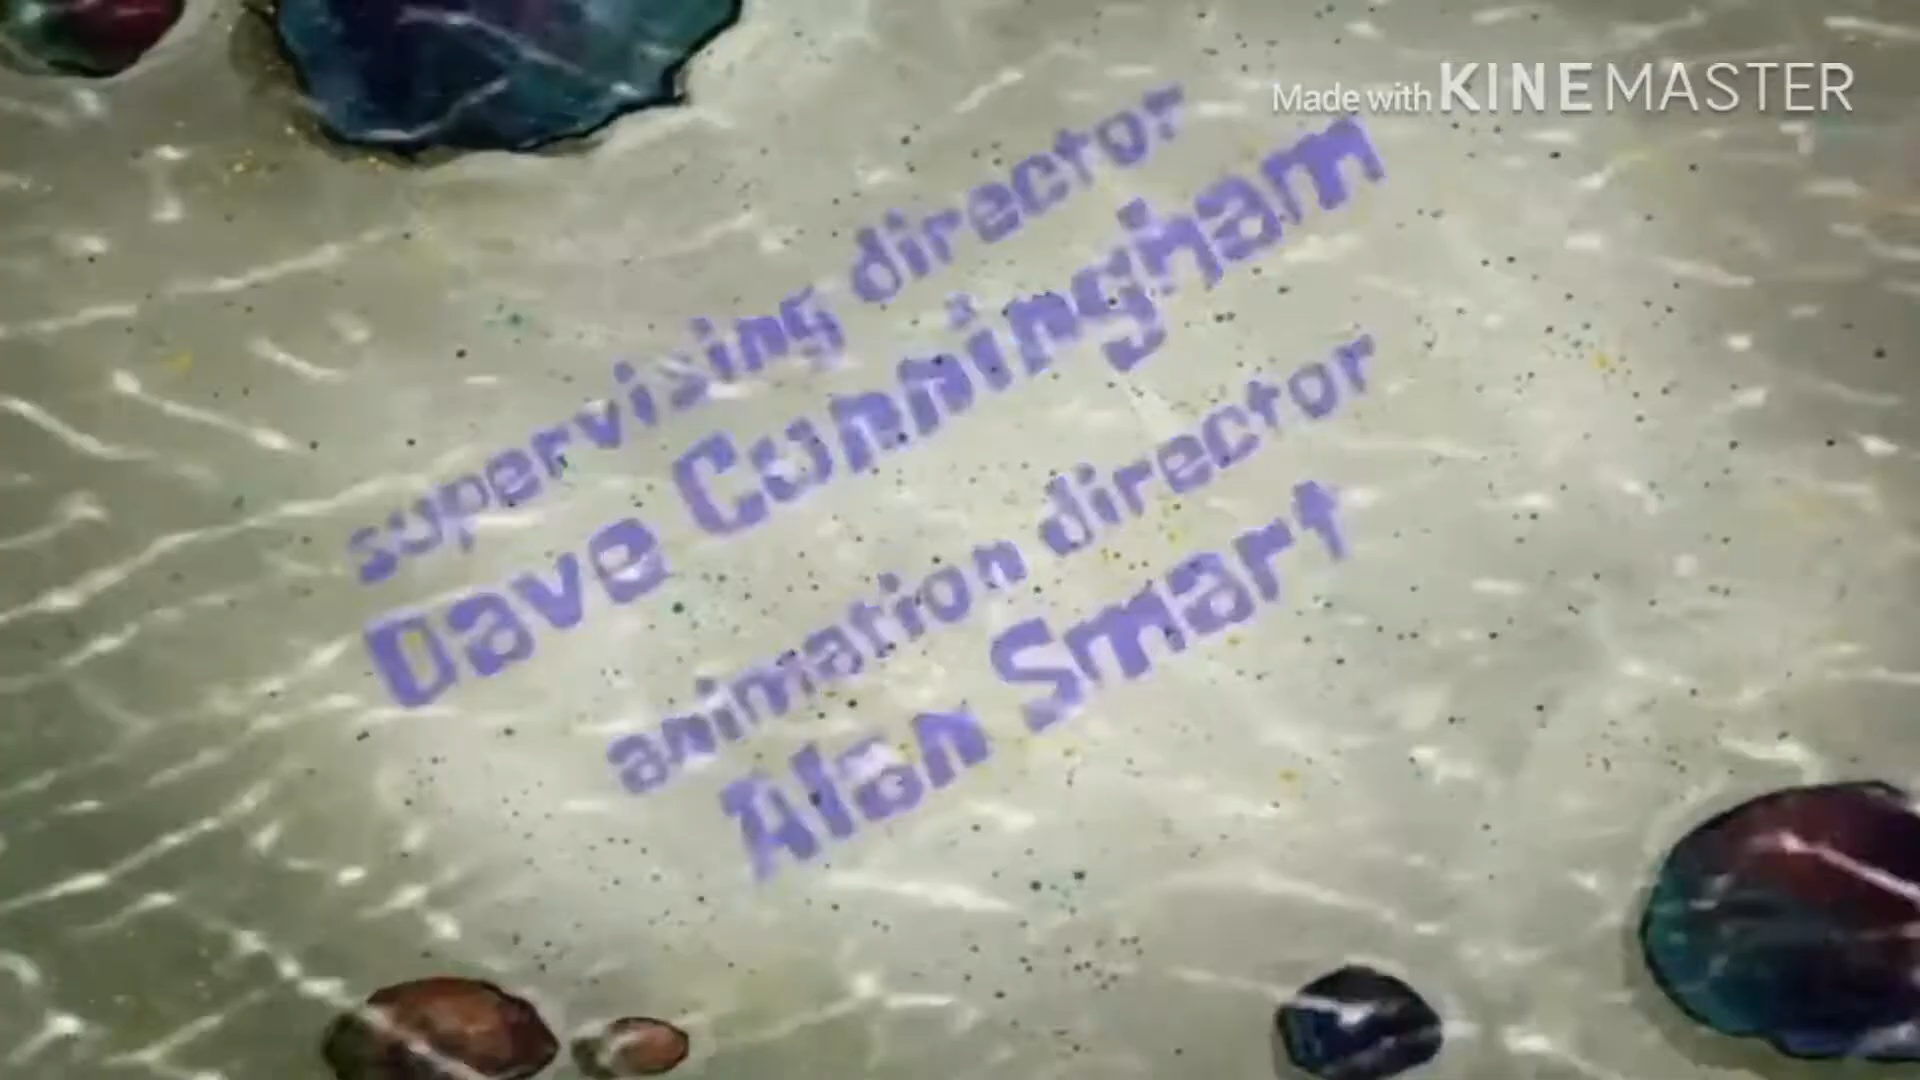 Made with KINEMASTER
supervising director
Dave Cunningham
animation director
Alan Smart